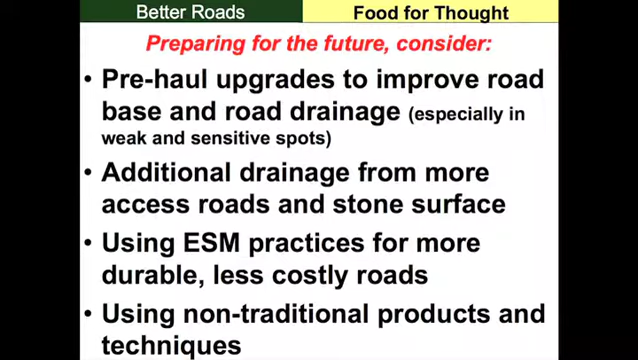 Better Roads
Food for Thought
Preparing for the future, consider:
• Pre-haul upgrades to improve road
base and road drainage (especially in
weak and sensitive spots)
• Additional drainage from more
access roads and stone surface
• Using ESM practices for more
durable, less costly roads
• Using non-traditional products and
techniques